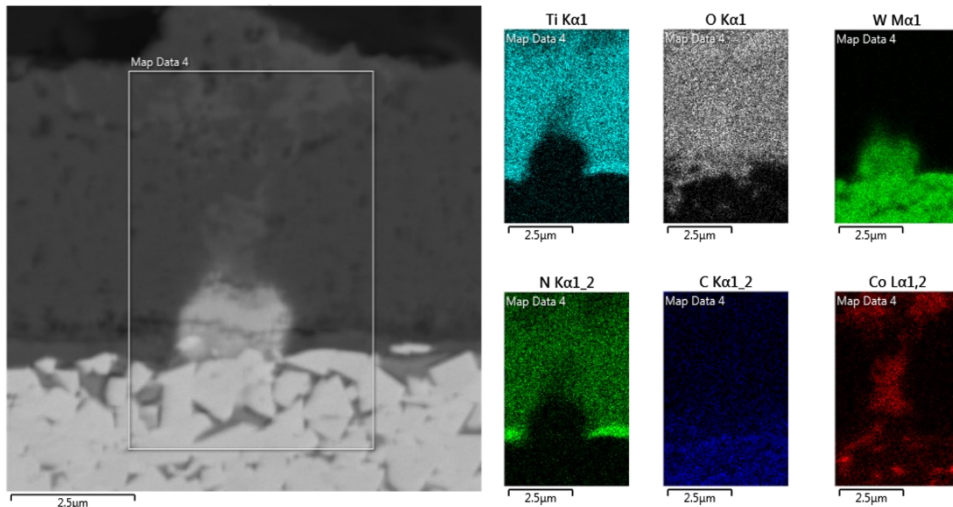 Map Data 4
2.5μm
Ti Kα1
O Kα1
W Mα1
Map Data 4
Map Data 4
Map Data 4
2.5μm
2.5μm
2.5μm
N Kα1_2
C Kα1_2
Co Lα1,2
Map Data 4
Map Data 4
Map Data 4
2.5μm
2.5μm
2.5μm